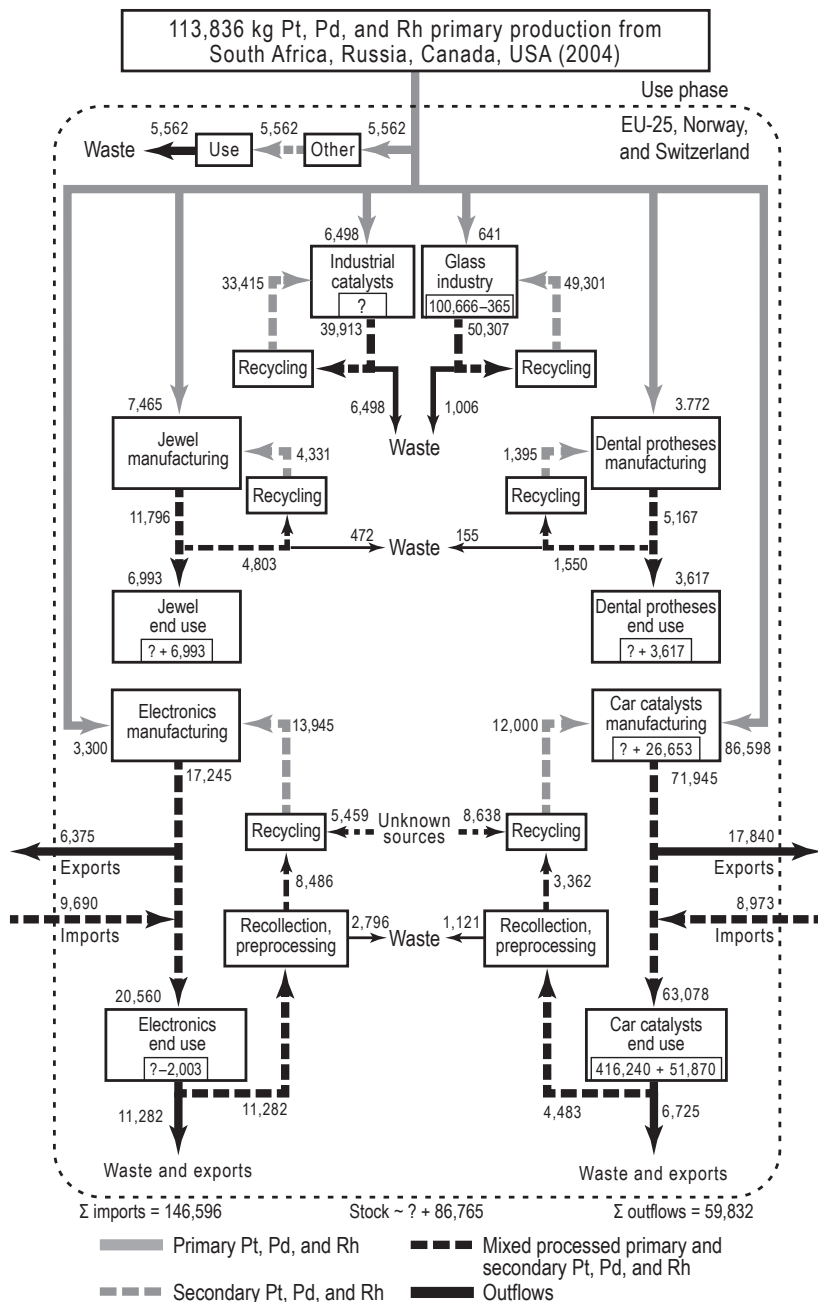 113,836 kg Pt, Pd, and Rh primary production from
South Africa, Russia, Canada, USA (2004)
Use phase
EU-25, Norway,
and Switzerland
5,562
5,562
5,562
Waste
Use
Other
6,498
641
Industrial
catalysts
?
Glass
industry
100,666–365
33,415
49,301
39,913
50,307
Recycling
Recycling
6,498
1,006
Waste
7,465
3.772
Jewel
manufacturing
Dental protheses
manufacturing
4,331
1,395
Recycling
Recycling
11,796
5,167
472
Waste
155
4,803
1,550
6,993
3,617
Jewel
end use
? + 6,993
Dental protheses
end use
? + 3,617
Electronics
manufacturing
Car catalysts
manufacturing
? + 26,653
13,945
12,000
3,300
86,598
17,245
71,945
Recycling
5,459
Unknown
sources
8,638
Recycling
6,375
Exports
17,840
Exports
8,486
3,362
9,690
Imports
8,973
Imports
Recollection,
preprocessing
2,796
Waste
1,121
Recollection,
preprocessing
20,560
63,078
Electronics
end use
?–2,003
Car catalysts
end use
416,240 + 51,870
11,282
11,282
4,483
6,725
Waste and exports
Waste and exports
Σ imports = 146,596
Stock ~ ? + 86,765
Σ outflows = 59,832
Primary Pt, Pd, and Rh
Mixed processed primary and
secondary Pt, Pd, and Rh
Secondary Pt, Pd, and Rh
Outflows